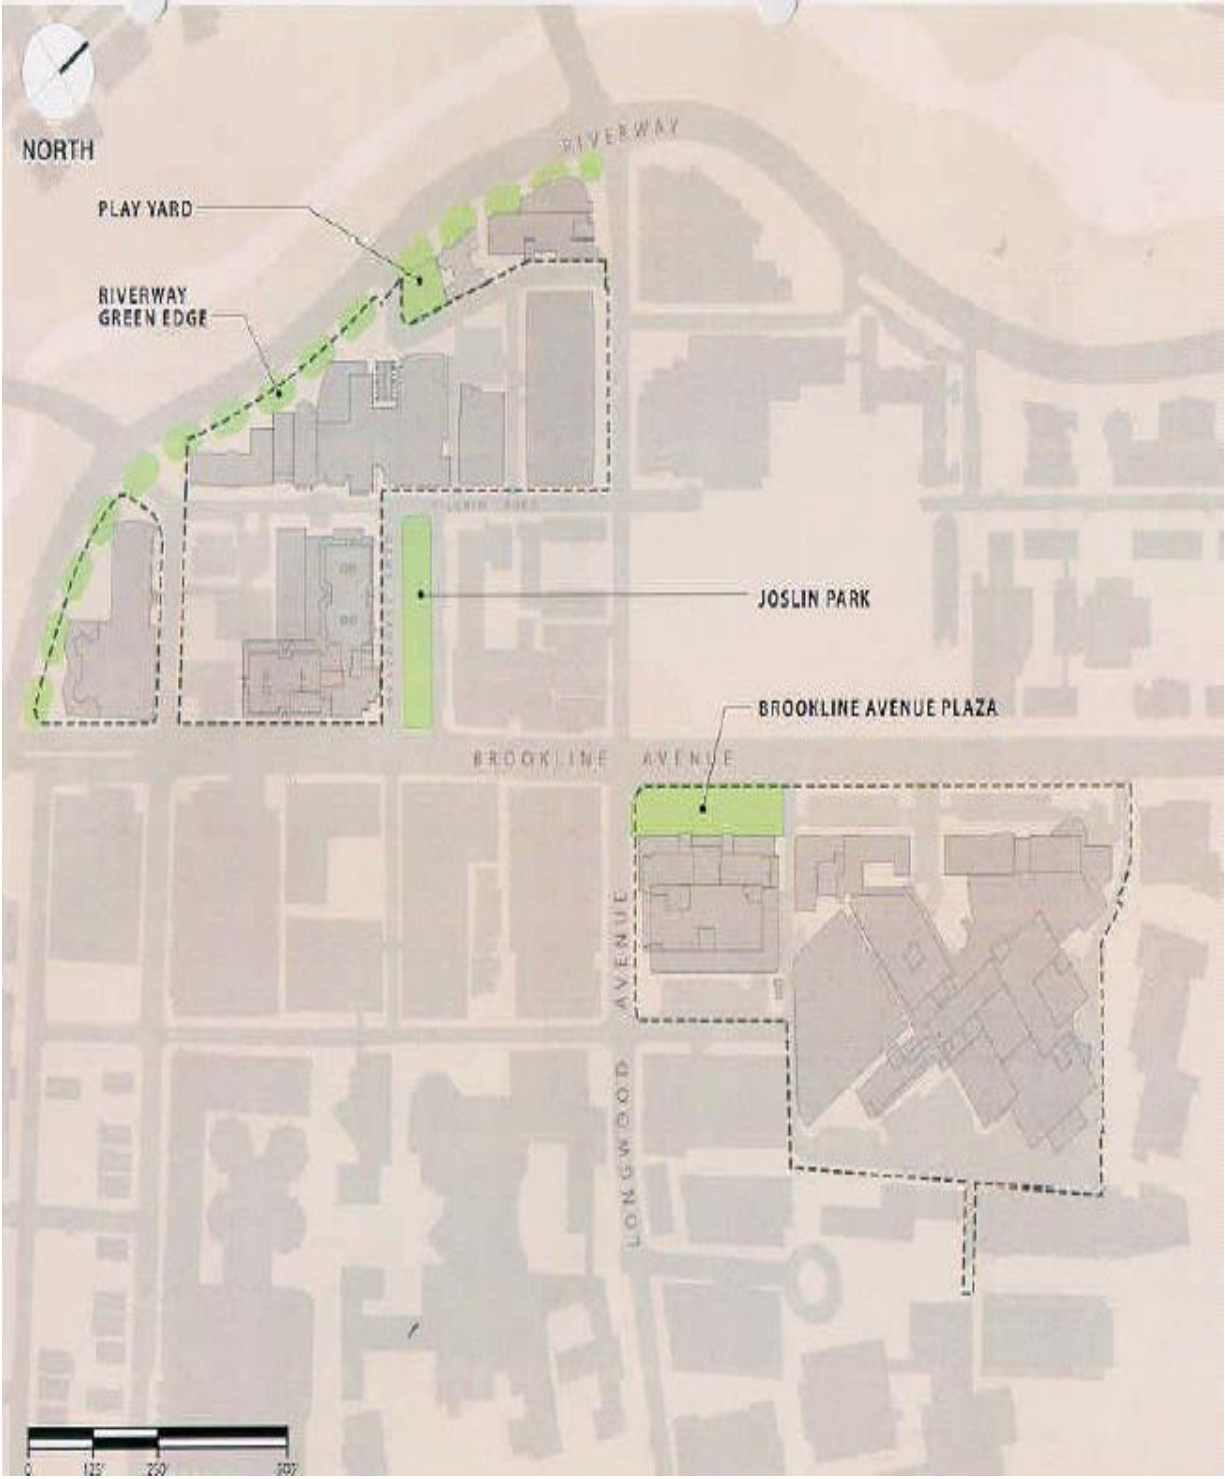 NORTH
RIVERWAY
PLAY YARD
RIVERWAY
GREEN EDGE
JOSLIN PARK
BROOKLINE AVENUE PLAZA
BROOKLINE AVENUE
LONGWOOD AVENUE
0 125' 250' 500'